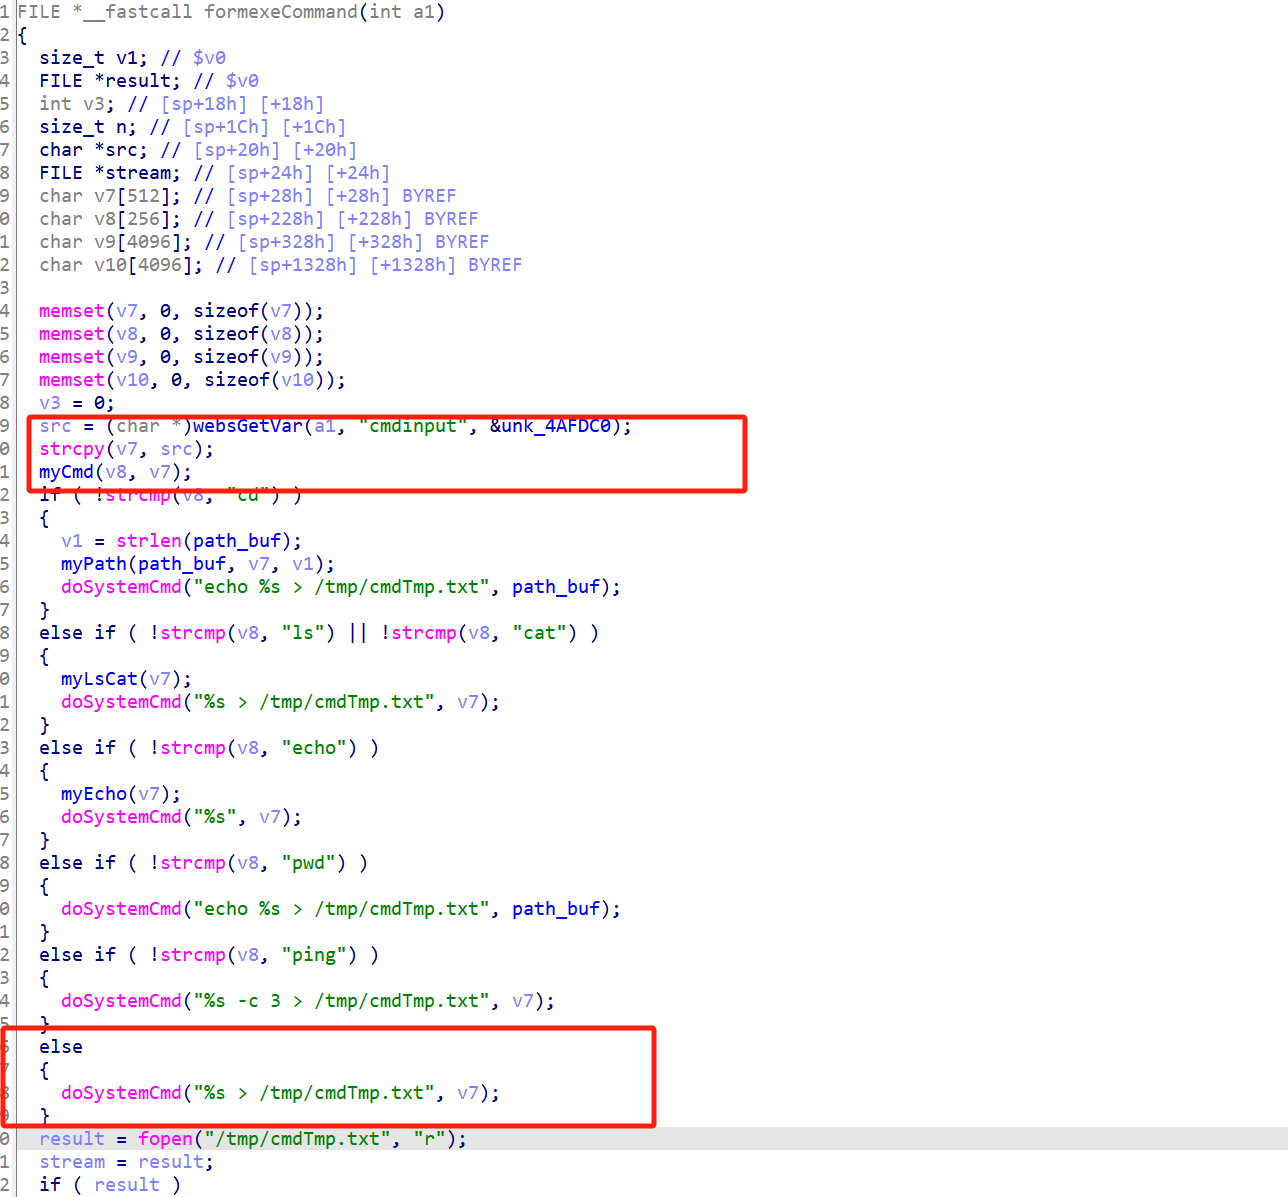 1 FILE *__fastcall formexeCommand(int a1)
2 {
3   size_t v1; // $v0
4   FILE *result; // $v0
5   int v3; // [sp+18h] [+18h]
6   size_t n; // [sp+1Ch] [+1Ch]
7   char *src; // [sp+20h] [+20h]
8   FILE *stream; // [sp+24h] [+24h]
9   char v7[512]; // [sp+28h] [+28h] BYREF
0   char v8[256]; // [sp+228h] [+228h] BYREF
1   char v9[4096]; // [sp+328h] [+328h] BYREF
2   char v10[4096]; // [sp+1328h] [+1328h] BYREF
3
4   memset(v7, 0, sizeof(v7));
5   memset(v8, 0, sizeof(v8));
6   memset(v9, 0, sizeof(v9));
7   memset(v10, 0, sizeof(v10));
8   v3 = 0;
9   src = (char *)websGetVar(a1, "cmdinput", &unk_4AFDC0);
0   strcpy(v7, src);
1   myCmd(v8, v7);
2   if ( !strcmp(v8, "cd") )
3   {
4     v1 = strlen(path_buf);
5     myPath(path_buf, v7, v1);
6     doSystemCmd("echo %s > /tmp/cmdTmp.txt", path_buf);
7   }
8   else if ( !strcmp(v8, "ls") || !strcmp(v8, "cat") )
9   {
0     myLsCat(v7);
1     doSystemCmd("%s > /tmp/cmdTmp.txt", v7);
2   }
3   else if ( !strcmp(v8, "echo") )
4   {
5     myEcho(v7);
6     doSystemCmd("%s", v7);
7   }
8   else if ( !strcmp(v8, "pwd") )
9   {
0     doSystemCmd("echo %s > /tmp/cmdTmp.txt", path_buf);
1   }
2   else if ( !strcmp(v8, "ping") )
3   {
4     doSystemCmd("%s -c 3 > /tmp/cmdTmp.txt", v7);
5   }
6   else
7   {
8     doSystemCmd("%s > /tmp/cmdTmp.txt", v7);
9   }
0   result = fopen("/tmp/cmdTmp.txt", "r");
1   stream = result;
2   if ( result )